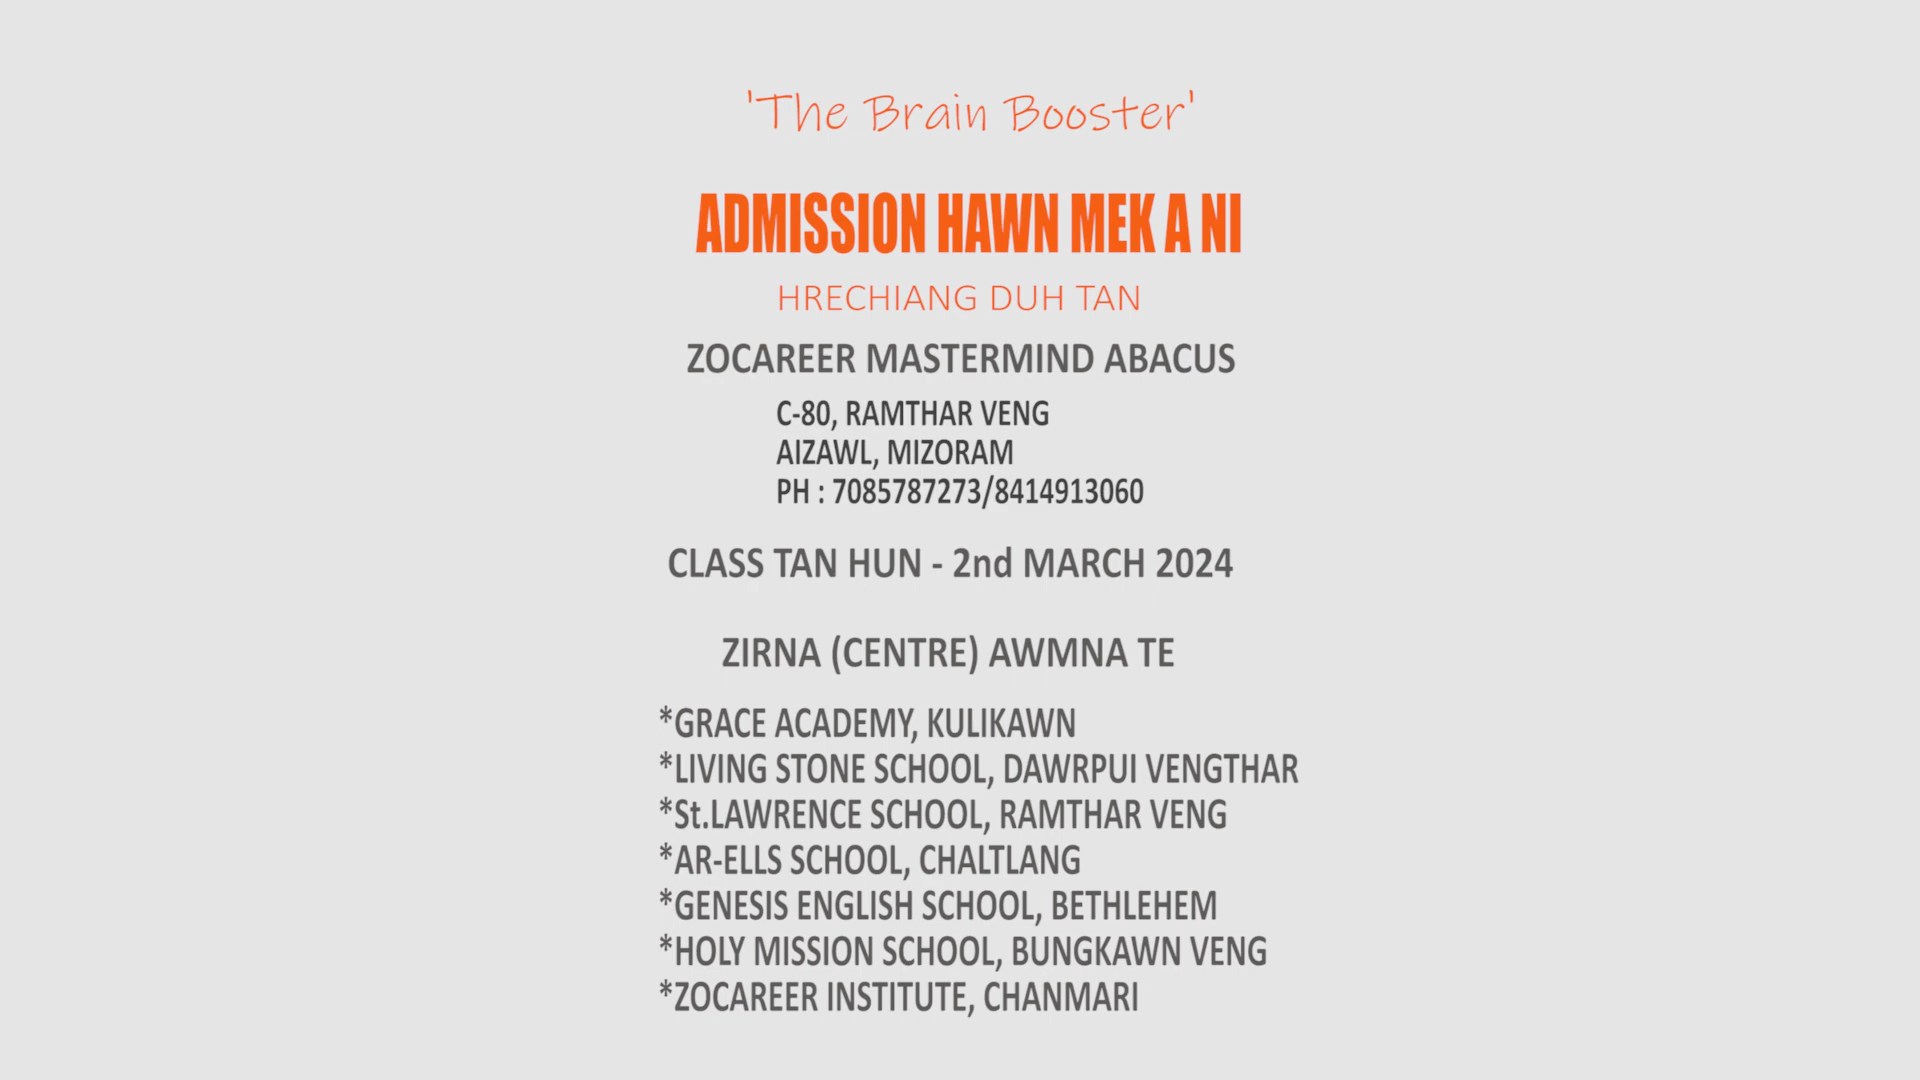 'The Brain Booster'
ADMISSION HAWN MEK A NI
HRECHIANG DUH TAN
ZOCAREER MASTERMIND ABACUS
C-80, RAMTHAR VENG
AIZAWL, MIZORAM
PH : 7085787273/8414913060
CLASS TAN HUN - 2nd MARCH 2024
ZIRNA (CENTRE) AWMNA TE
*GRACE ACADEMY, KULIKAWN
*LIVING STONE SCHOOL, DAWRPUI VENGTHAR
*St.LAWRENCE SCHOOL, RAMTHAR VENG
*AR-ELLS SCHOOL, CHALTLANG
*GENESIS ENGLISH SCHOOL, BETHLEHEM
*HOLY MISSION SCHOOL, BUNGKAWN VENG
*ZOCAREER INSTITUTE, CHANMARI